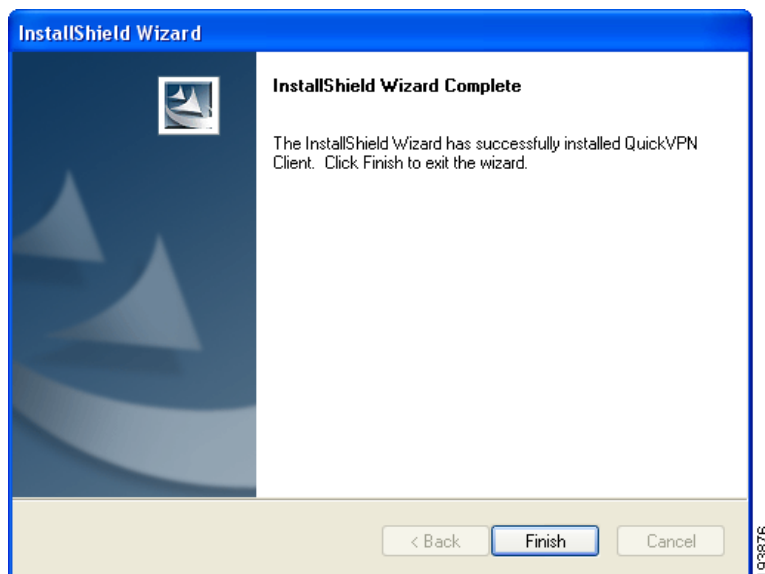 InstallShield Wizard
InstallShield Wizard Complete
The InstallShield Wizard has successfully installed QuickVPN
Client. Click Finish to exit the wizard.
< Back
Finish
Cancel
193876